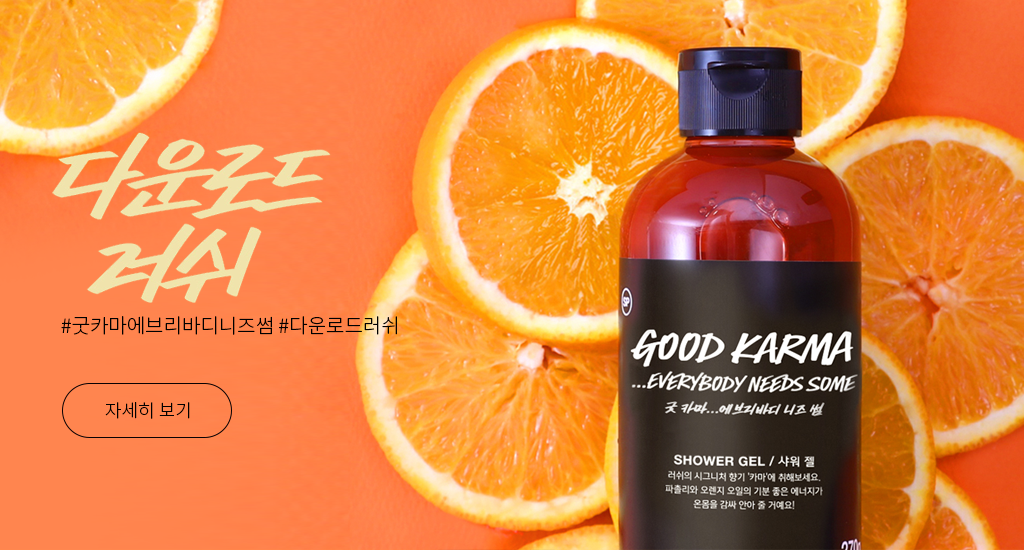 다운로드
러쉬
#굿카마에브리바디니즈썸 #다운로드러쉬
자세히 보기
SP
GOOD KARMA
...EVERYBODY NEEDS SOME
굿 카마...에브리바디 니즈 썸
SHOWER GEL / 샤워 젤
러쉬의 시그니처 향기 '카마'에 취해보세요.
파촐리와 오렌지 오일의 기분 좋은 에너지가
온몸을 감싸 안아 줄 거예요!
270g